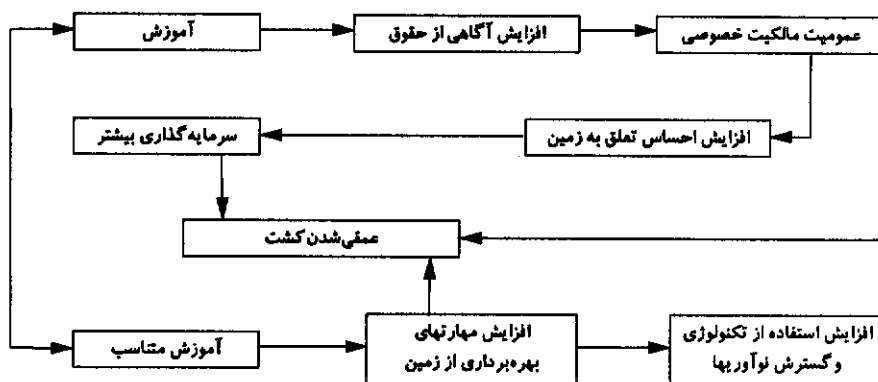 آموزش
افزایش آگاهی از حقوق
عمومیت مالکیت خصوصی
افزایش احساس تعلق به زمین
سرمایه‌گذاری بیشتر
عمقی‌شدن کشت
آموزش متناسب
افزایش مهارتهای
بهره‌برداری از زمین
افزایش استفاده از تکنولوژی
و گسترش نوآوریها